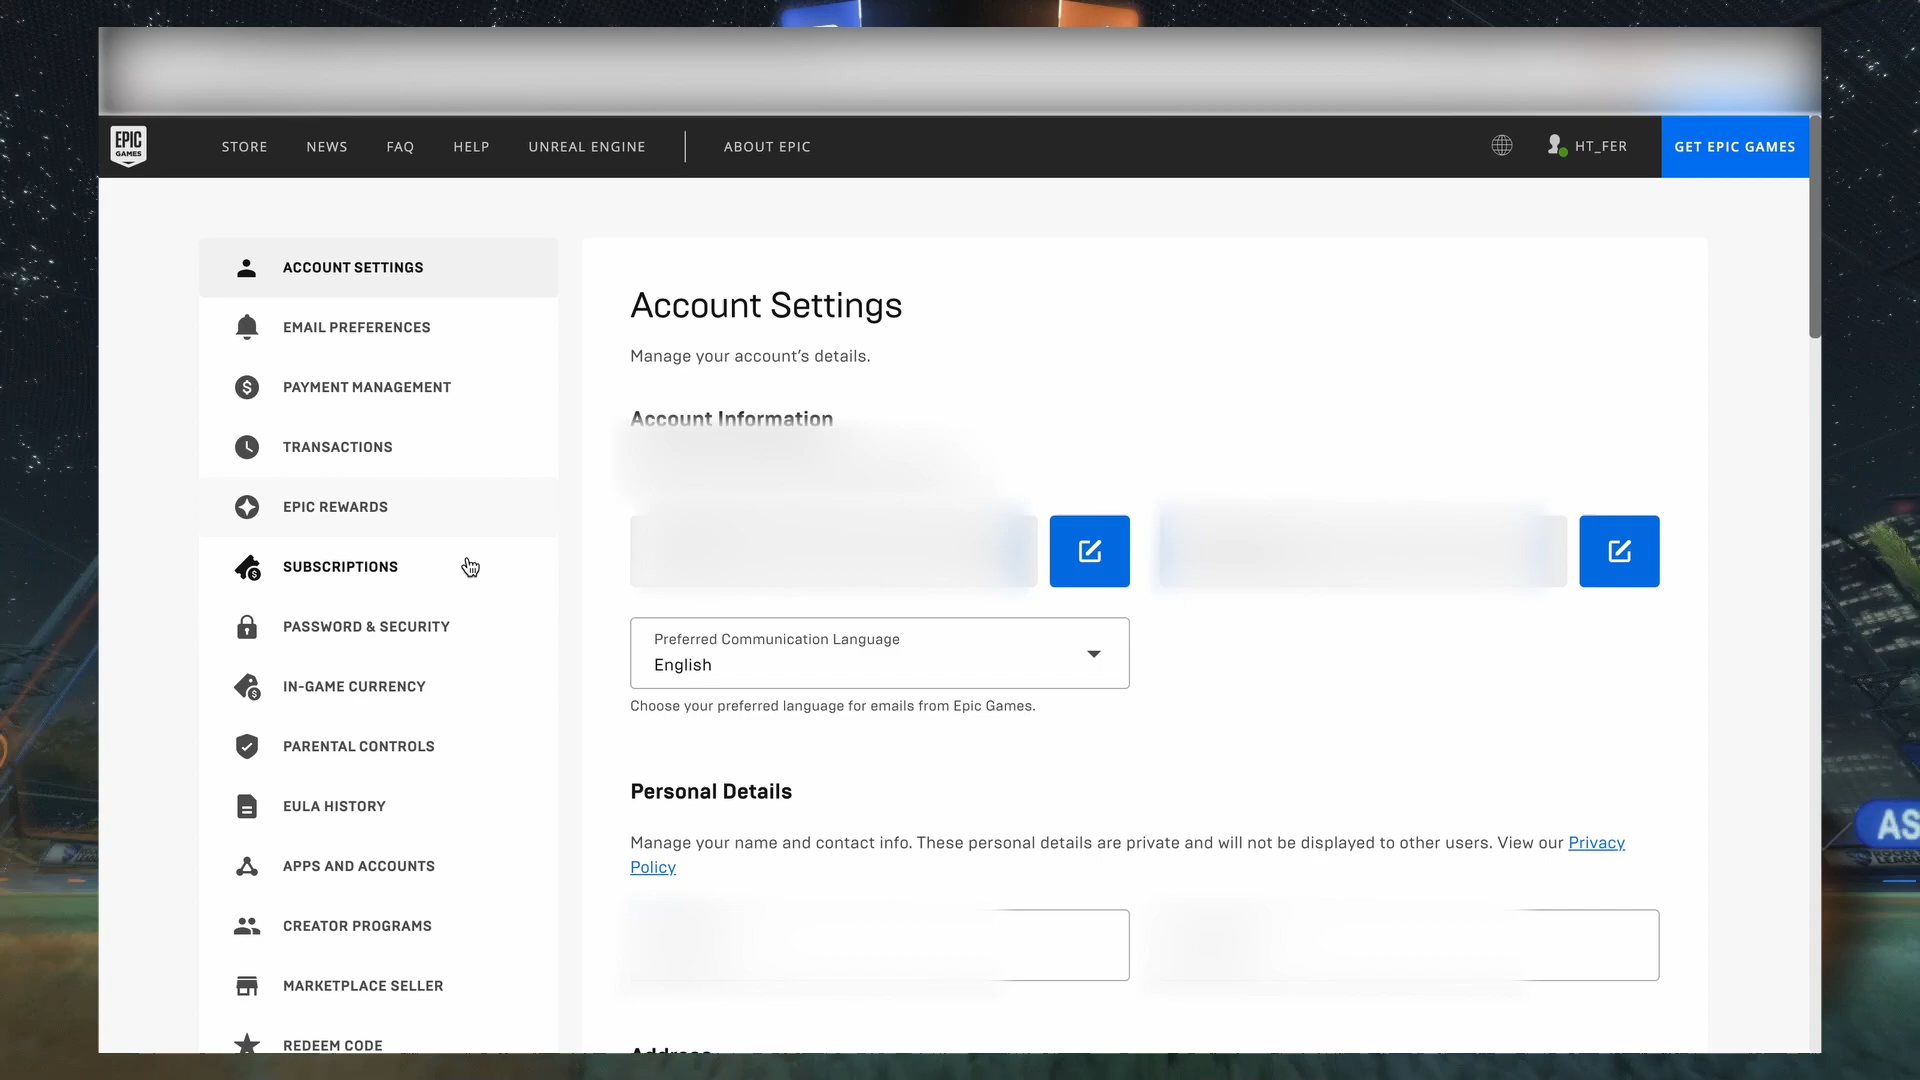 EPIC
GAMES
STORE
NEWS
FAQ
HELP
UNREAL ENGINE
ABOUT EPIC
HT_FER
GET EPIC GAMES
ACCOUNT SETTINGS
EMAIL PREFERENCES
PAYMENT MANAGEMENT
TRANSACTIONS
EPIC REWARDS
SUBSCRIPTIONS
PASSWORD & SECURITY
IN-GAME CURRENCY
PARENTAL CONTROLS
EULA HISTORY
APPS AND ACCOUNTS
CREATOR PROGRAMS
MARKETPLACE SELLER
REDEEM CODE
Account Settings
Manage your account's details.
Account Information
Preferred Communication Language
English
Choose your preferred language for emails from Epic Games.
Personal Details
Manage your name and contact info. These personal details are private and will not be displayed to other users. View our Privacy
Policy
Address
AS